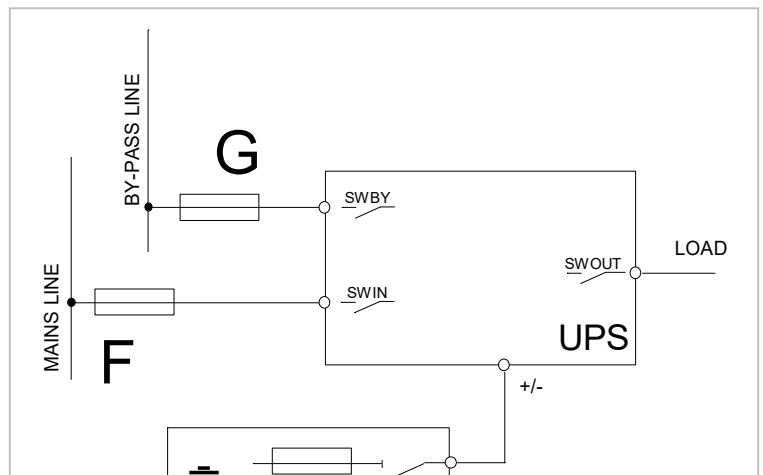 BY-PASS LINE
G
SWBY
LOAD
SWOUT
MAINS LINE
SWIN
UPS
F
+/-